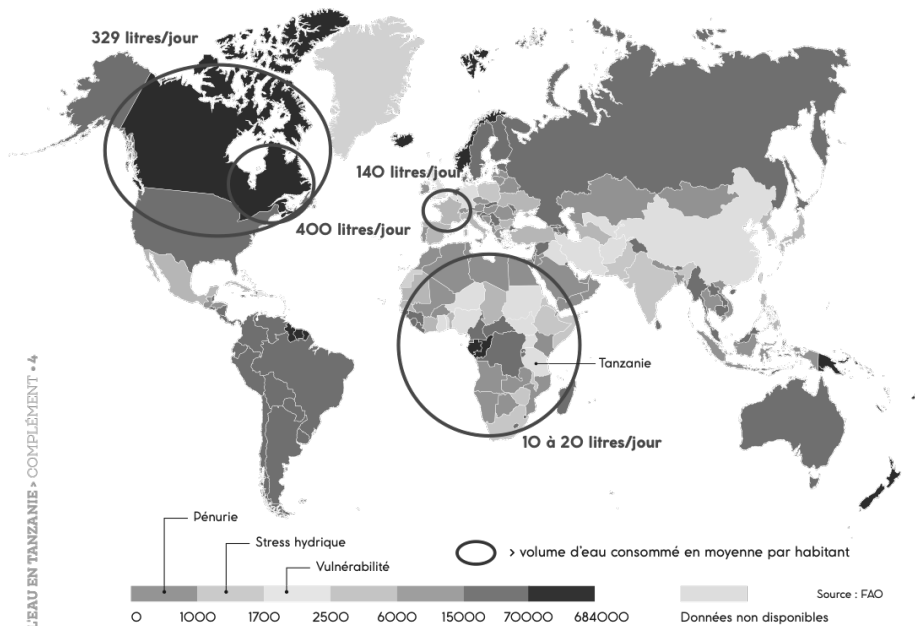 329 litres/jour
140 litres/jour
400 litres/jour
Tanzanie
10 à 20 litres/jour
L'EAU EN TANZANIE > COMPLÉMENT • 4
Pénurie
Stress hydrique
Vulnérabilité
> volume d'eau consommé en moyenne par habitant
Source : FAO
0 1000 1700 2500 6000 15000 70000 684000 Données non disponibles